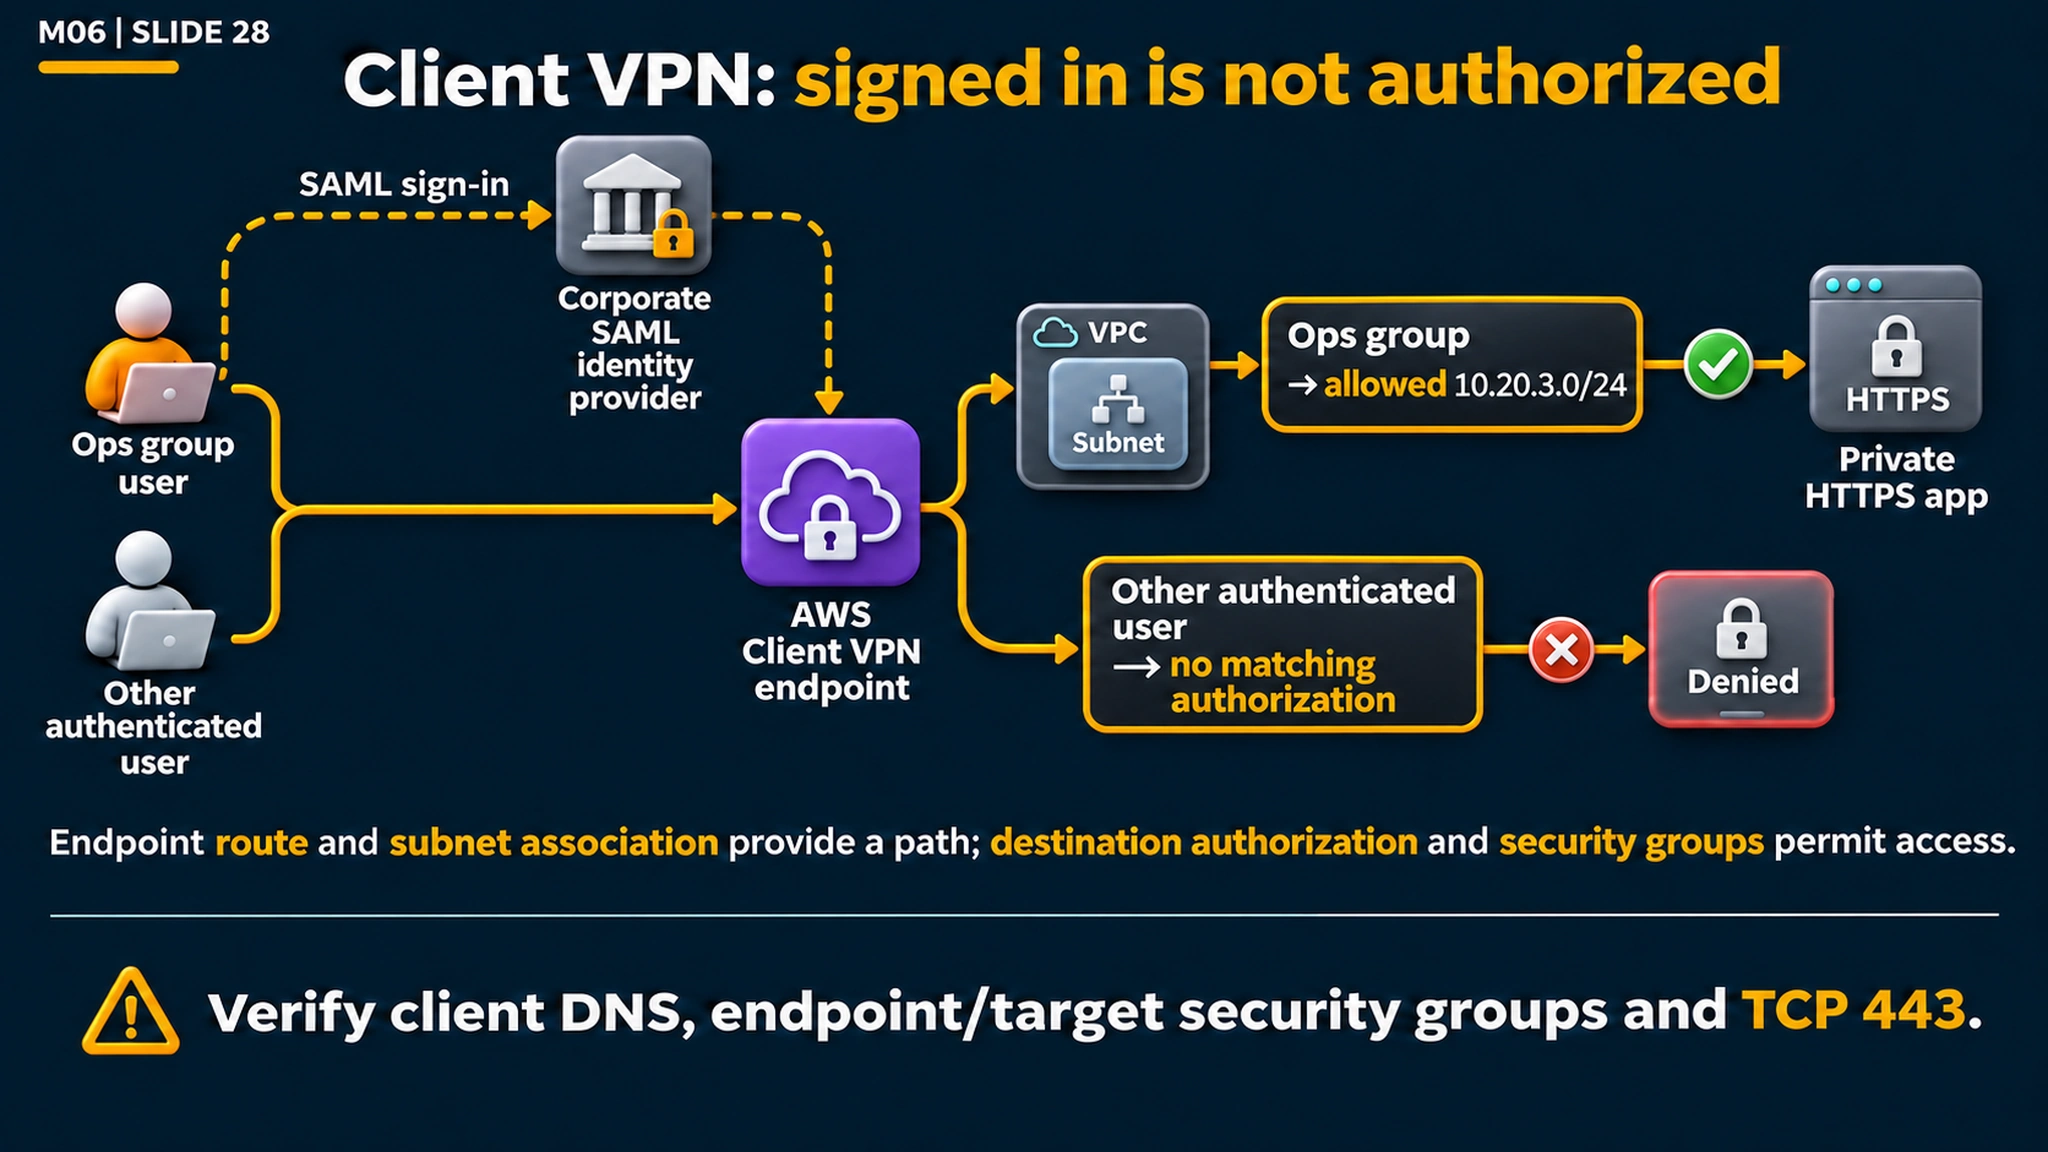 M06 | SLIDE 28
Client VPN: signed in is not authorized
SAML sign-in
Corporate
SAML
identity
provider
Ops group
user
Other
authenticated
user
AWS
Client VPN
endpoint
VPC
Subnet
Ops group
→ allowed 10.20.3.0/24
HTTPS
Private
HTTPS app
Other authenticated
user
→ no matching
authorization
Denied
Endpoint route and subnet association provide a path; destination authorization and security groups permit access.
Verify client DNS, endpoint/target security groups and TCP 443.